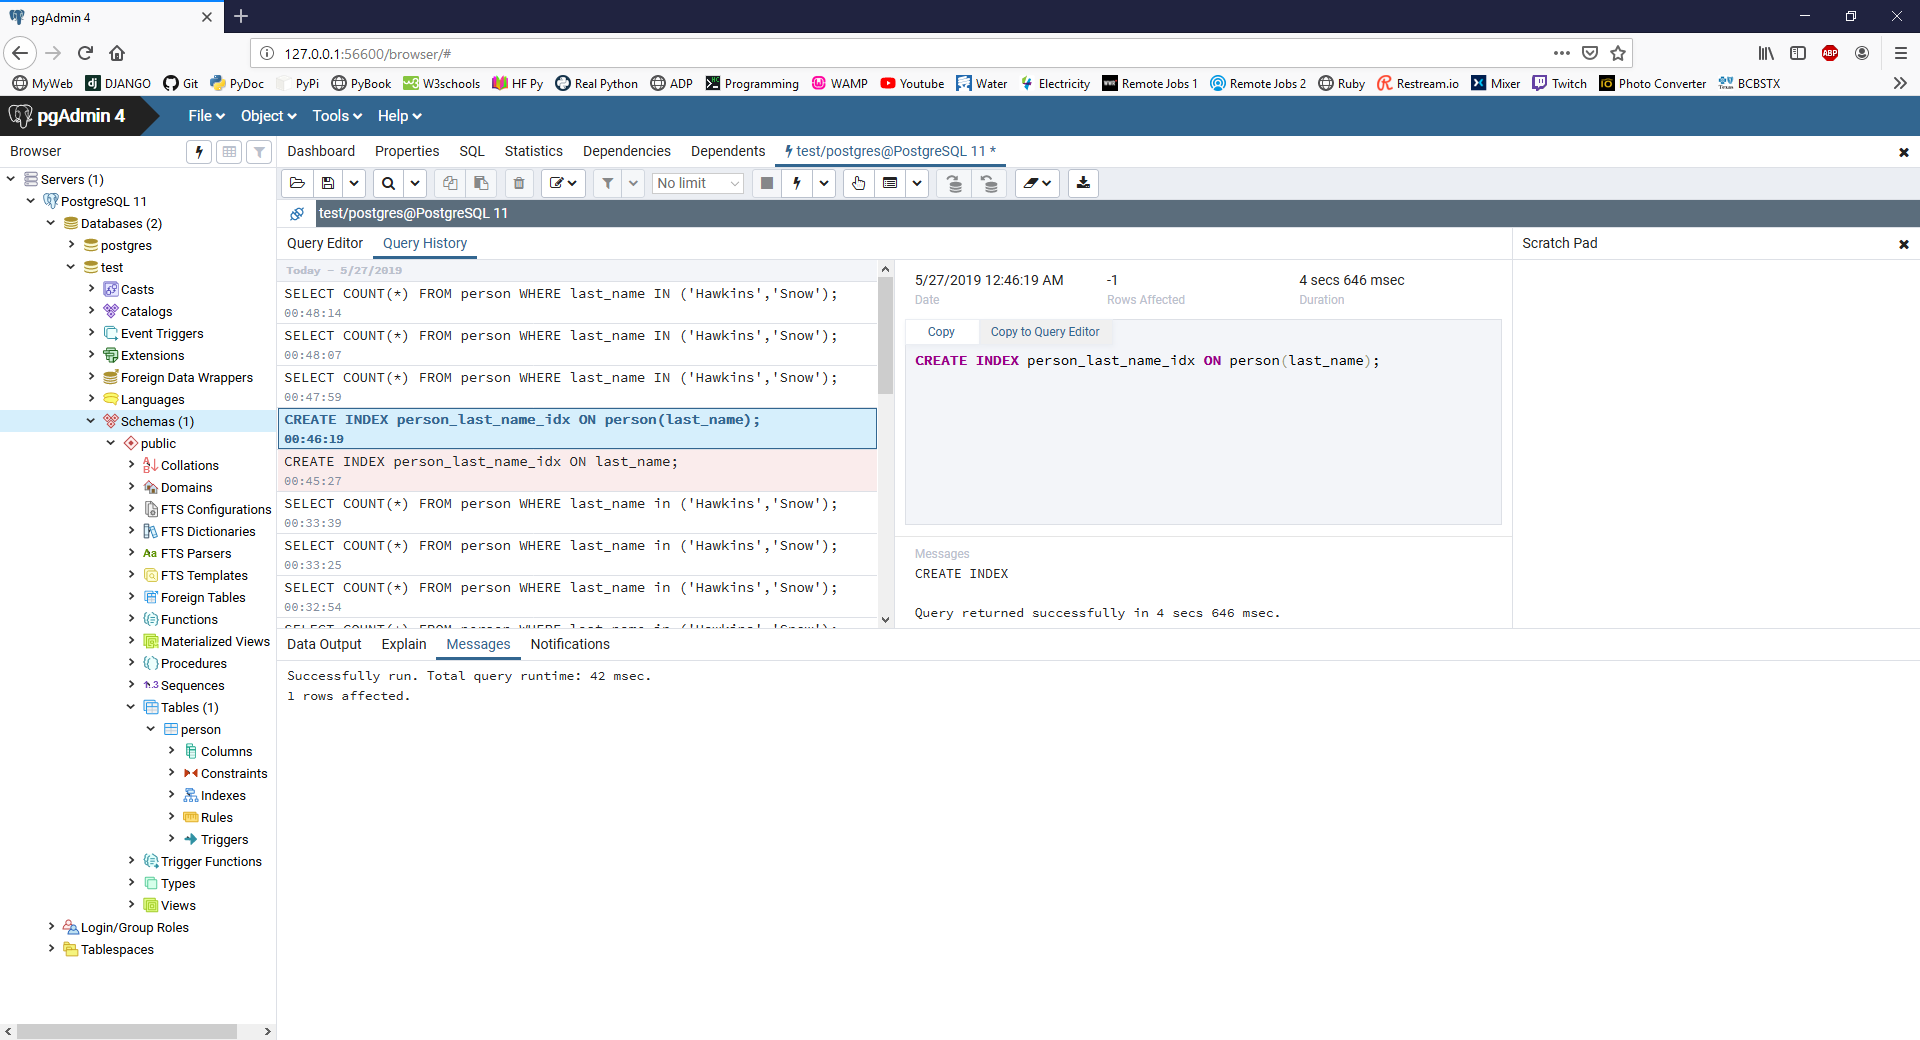 pgAdmin 4
127.0.0.1:56600/browser/#
MyWeb DJANGO Git PyDoc PyPi PyBook W3schools HF Py Real Python ADP Programming WAMP Youtube Water Electricity Remote Jobs 1 Remote Jobs 2 Ruby Restream.io Mixer Twitch Photo Converter BCBSTX
pgAdmin 4 File Object Tools Help
Browser
Servers (1)
PostgreSQL 11
Databases (2)
postgres
test
Casts
Catalogs
Event Triggers
Extensions
Foreign Data Wrappers
Languages
Schemas (1)
public
Collations
Domains
FTS Configurations
FTS Dictionaries
FTS Parsers
FTS Templates
Foreign Tables
Functions
Materialized Views
Procedures
Sequences
Tables (1)
person
Columns
Constraints
Indexes
Rules
Triggers
Trigger Functions
Types
Views
Login/Group Roles
Tablespaces
Dashboard Properties SQL Statistics Dependencies Dependents test/postgres@PostgreSQL 11 *
No limit
test/postgres@PostgreSQL 11
Query Editor Query History
Today - 5/27/2019
SELECT COUNT(*) FROM person WHERE last_name IN ('Hawkins','Snow');
00:48:14
SELECT COUNT(*) FROM person WHERE last_name IN ('Hawkins','Snow');
00:48:07
SELECT COUNT(*) FROM person WHERE last_name IN ('Hawkins','Snow');
00:47:59
CREATE INDEX person_last_name_idx ON person(last_name);
00:46:19
CREATE INDEX person_last_name_idx ON last_name;
00:45:27
SELECT COUNT(*) FROM person WHERE last_name in ('Hawkins','Snow');
00:33:39
SELECT COUNT(*) FROM person WHERE last_name in ('Hawkins','Snow');
00:33:25
SELECT COUNT(*) FROM person WHERE last_name in ('Hawkins','Snow');
00:32:54
SELECT COUNT(*) FROM person WHERE last_name in ('Hawkins','Snow');
5/27/2019 12:46:19 AM -1 4 secs 646 msec
Date Rows Affected Duration
Copy Copy to Query Editor
CREATE INDEX person_last_name_idx ON person(last_name);
Messages
CREATE INDEX
Query returned successfully in 4 secs 646 msec.
Scratch Pad
Data Output Explain Messages Notifications
Successfully run. Total query runtime: 42 msec.
1 rows affected.